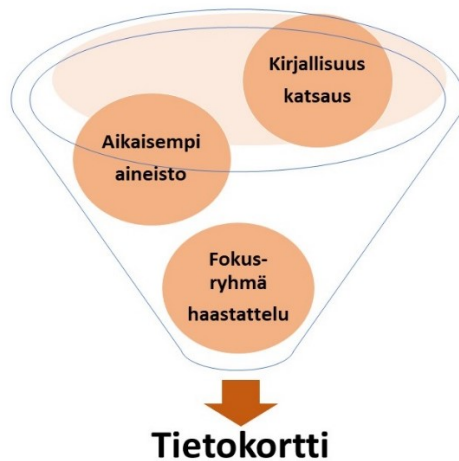 Kirjallisuus
katsaus
Aikaisempi
aineisto
Fokus-
ryhmä
haastattelu
Tietokortti